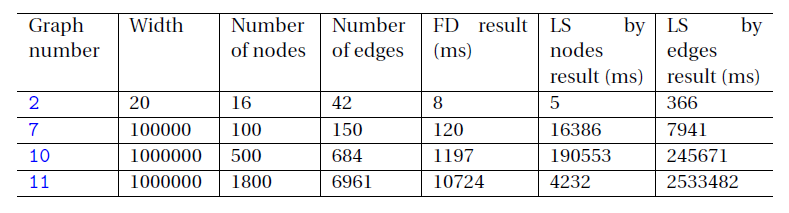 Graph number Width Number of nodes Number of edges FD result (ms) LS by nodes result (ms) LS by edges result (ms)
2 20 16 42 8 5 366
7 100000 100 150 120 16386 7941
10 1000000 500 684 1197 190553 245671
11 1000000 1800 6961 10724 4232 2533482